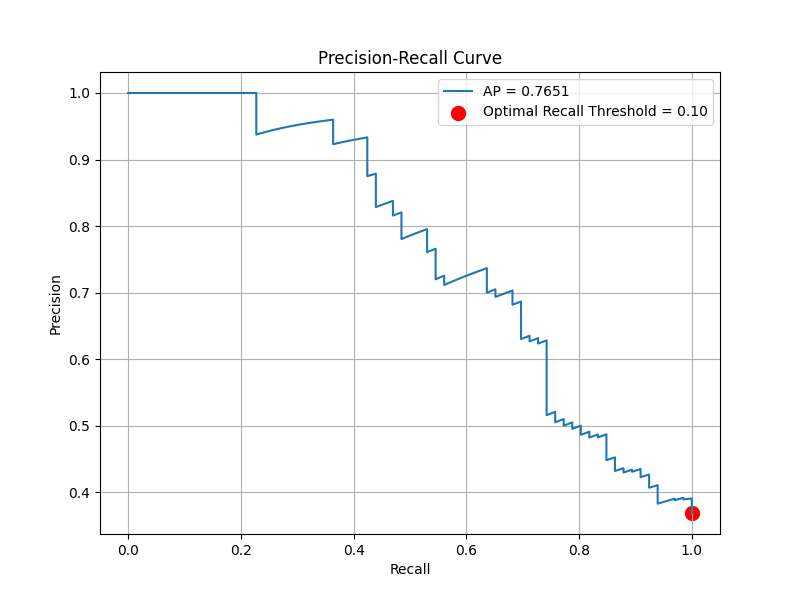 Precision-Recall Curve
AP = 0.7651
Optimal Recall Threshold = 0.10
Precision
1.0
0.9
0.8
0.7
0.6
0.5
0.4
0.0 0.2 0.4 0.6 0.8 1.0
Recall